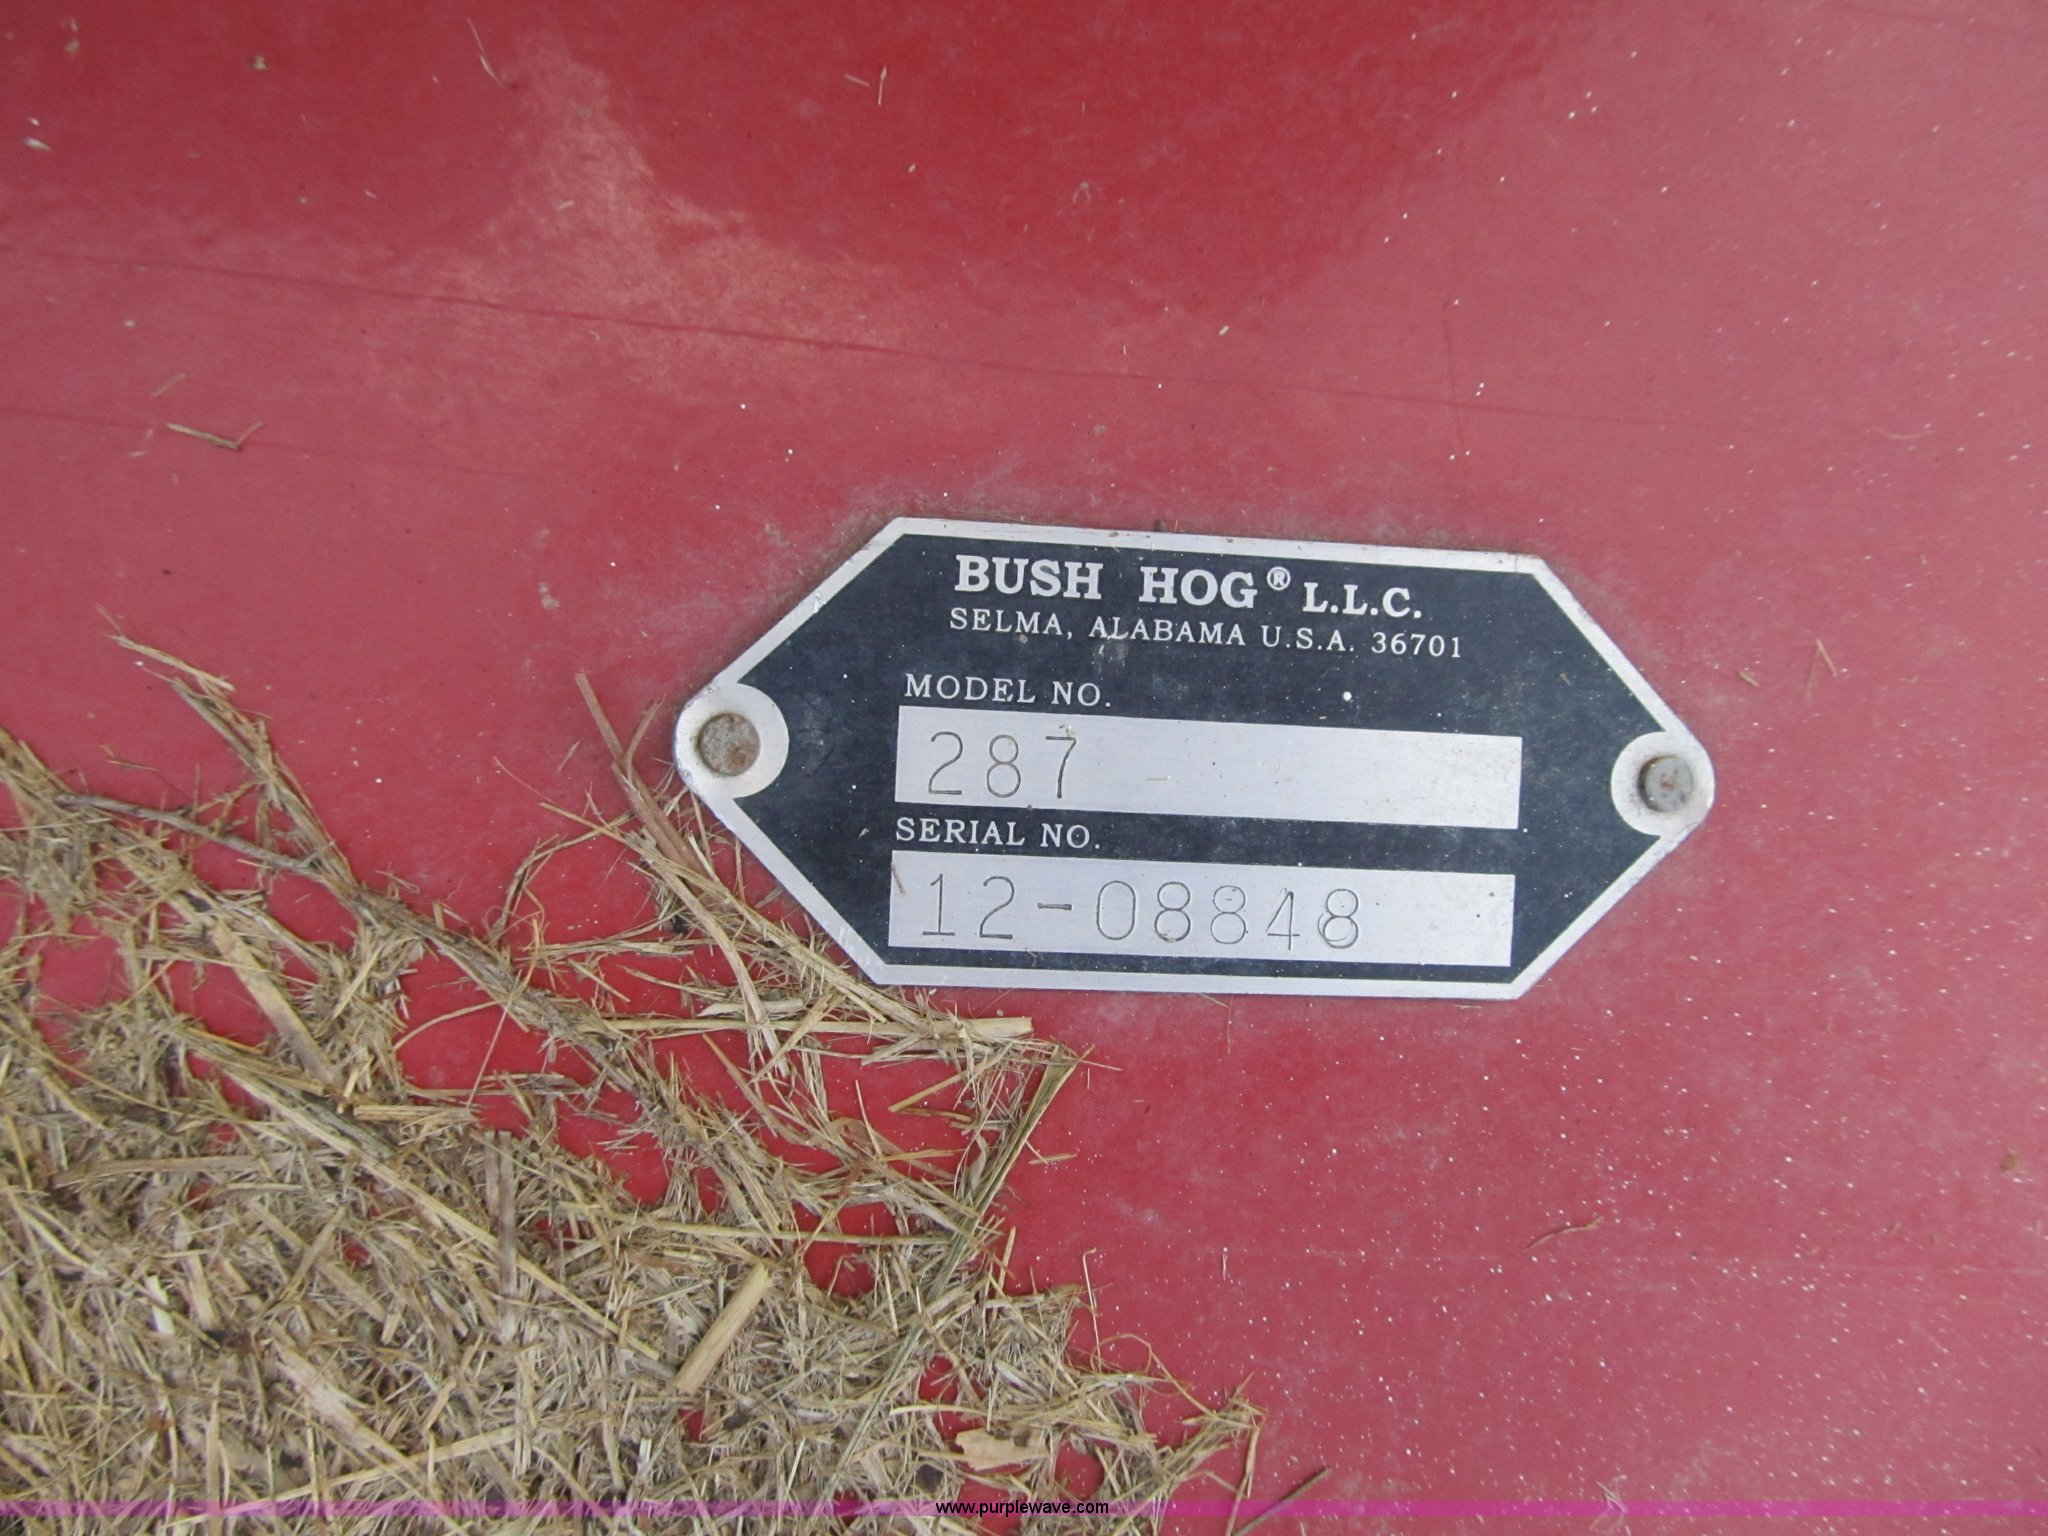 BUSH HOG® L.L.C.
SELMA, ALABAMA U.S.A. 36701
MODEL NO.
287
SERIAL NO.
12-08848
www.purplewave.com